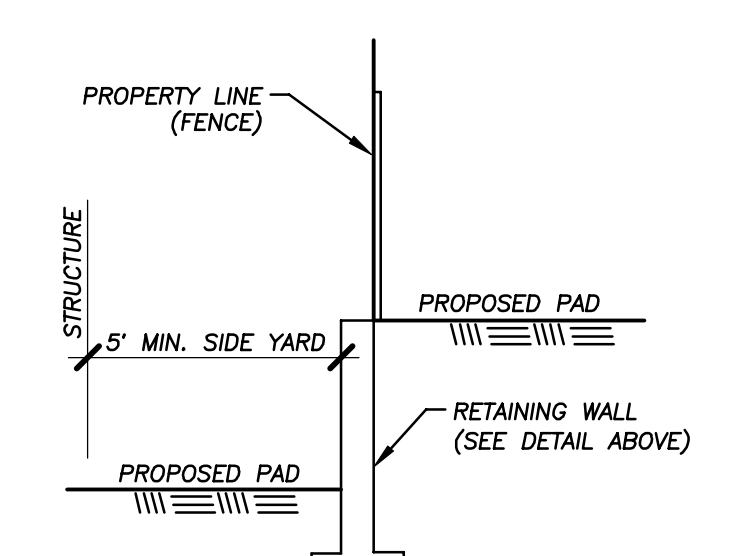 PROPERTY LINE
(FENCE)
STRUCTURE
PROPOSED PAD
5' MIN. SIDE YARD
RETAINING WALL
(SEE DETAIL ABOVE)
PROPOSED PAD